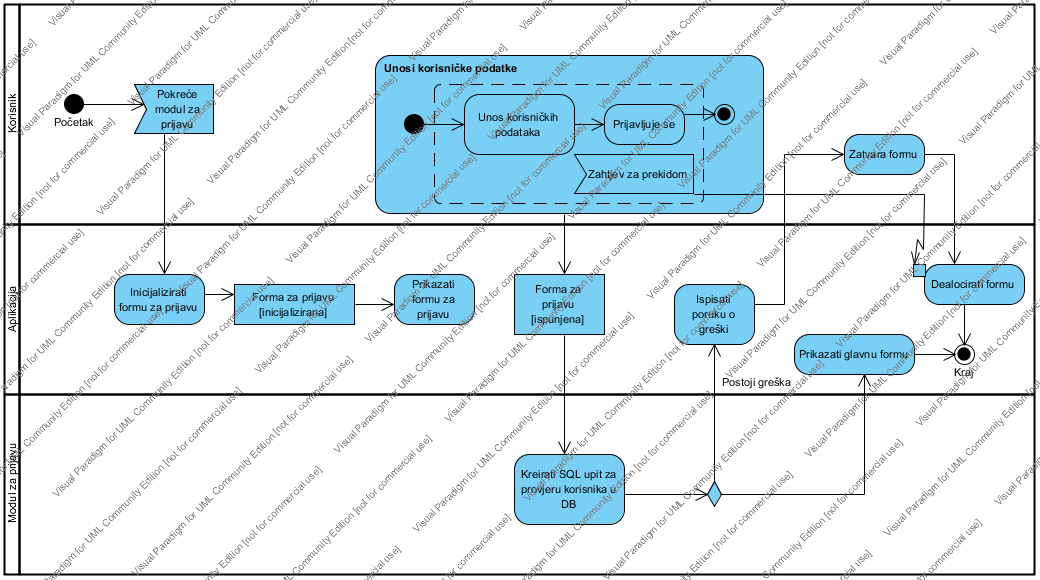 Korisnik
Početak
Pokreće
modul za
prijavu
Unosi korisničke podatke
Unos korisničkih
podataka
Prijavljuje se
Zahtjev za prekidom
Zatvara formu
Aplikacija
Inicijalizirati
formu za prijavu
Forma za prijavu
[inicijalizirana]
Prikazati
formu za
prijavu
Forma za
prijavu
[ispunjena]
Ispisati
poruku o
greški
Dealocirati formu
Prikazati glavnu formu
Kraj
Postoji greška
Modul za prijavu
Kreirati SQL upit za
provjeru korisnika u
DB
Visual Paradigm for UML Community Edition [not for commercial use]